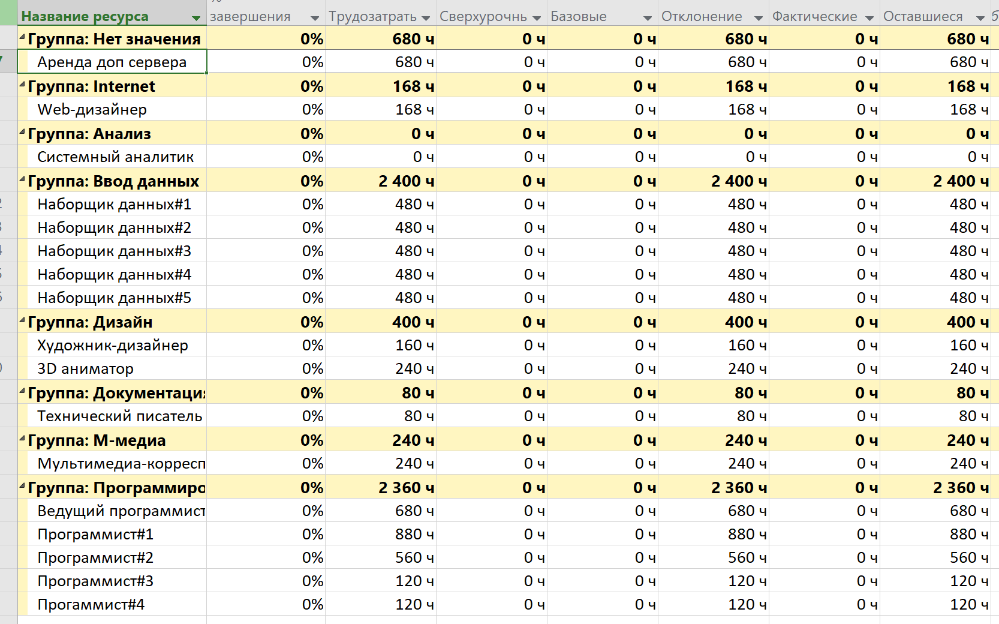 Название ресурса завершения Трудозатрать Сверхурочнь Базовые Отклонение Фактические Оставшиеся
Группа: Нет значения 0% 680 ч 0 ч 0 ч 680 ч 0 ч 680 ч
Аренда доп сервера 0% 680 ч 0 ч 0 ч 680 ч 0 ч 680 ч
Группа: Internet 0% 168 ч 0 ч 0 ч 168 ч 0 ч 168 ч
Web-дизайнер 0% 168 ч 0 ч 0 ч 168 ч 0 ч 168 ч
Группа: Анализ 0% 0 ч 0 ч 0 ч 0 ч 0 ч 0 ч
Системный аналитик 0% 0 ч 0 ч 0 ч 0 ч 0 ч 0 ч
Группа: Ввод данных 0% 2 400 ч 0 ч 0 ч 2 400 ч 0 ч 2 400 ч
Наборщик данных#1 0% 480 ч 0 ч 0 ч 480 ч 0 ч 480 ч
Наборщик данных#2 0% 480 ч 0 ч 0 ч 480 ч 0 ч 480 ч
Наборщик данных#3 0% 480 ч 0 ч 0 ч 480 ч 0 ч 480 ч
Наборщик данных#4 0% 480 ч 0 ч 0 ч 480 ч 0 ч 480 ч
Наборщик данных#5 0% 480 ч 0 ч 0 ч 480 ч 0 ч 480 ч
Группа: Дизайн 0% 400 ч 0 ч 0 ч 400 ч 0 ч 400 ч
Художник-дизайнер 0% 160 ч 0 ч 0 ч 160 ч 0 ч 160 ч
3D аниматор 0% 240 ч 0 ч 0 ч 240 ч 0 ч 240 ч
Группа: Документация 0% 80 ч 0 ч 0 ч 80 ч 0 ч 80 ч
Технический писатель 0% 80 ч 0 ч 0 ч 80 ч 0 ч 80 ч
Группа: М-медиа 0% 240 ч 0 ч 0 ч 240 ч 0 ч 240 ч
Мультимедиа-корресп 0% 240 ч 0 ч 0 ч 240 ч 0 ч 240 ч
Группа: Программиро 0% 2 360 ч 0 ч 0 ч 2 360 ч 0 ч 2 360 ч
Ведущий программист 0% 680 ч 0 ч 0 ч 680 ч 0 ч 680 ч
Программист#1 0% 880 ч 0 ч 0 ч 880 ч 0 ч 880 ч
Программист#2 0% 560 ч 0 ч 0 ч 560 ч 0 ч 560 ч
Программист#3 0% 120 ч 0 ч 0 ч 120 ч 0 ч 120 ч
Прогаммист#4 0% 120 ч 0 ч 0 ч 120 ч 0 ч 120 ч